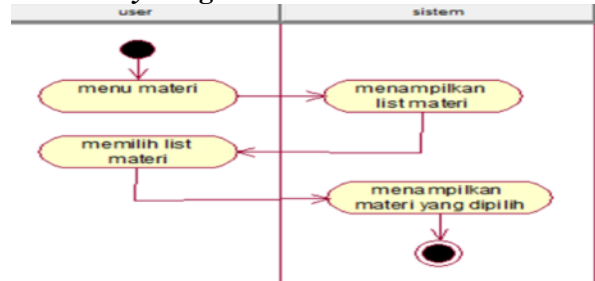 user
sistem
menu materi
menampilkan
list materi
memilih list
materi
menampilkan
materi yang dipilih